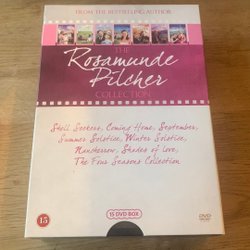 FROM THE BESTSELLING AUTHOR
THE
Rosamunde
Pilcher
COLLECTION
Shell Seekers, Coming Home, September,
Summer Solstice, Winter Solstice,
Nancherrow, Shades of Love,
The Four Seasons Collection
15
15 DVD BOX
DVD